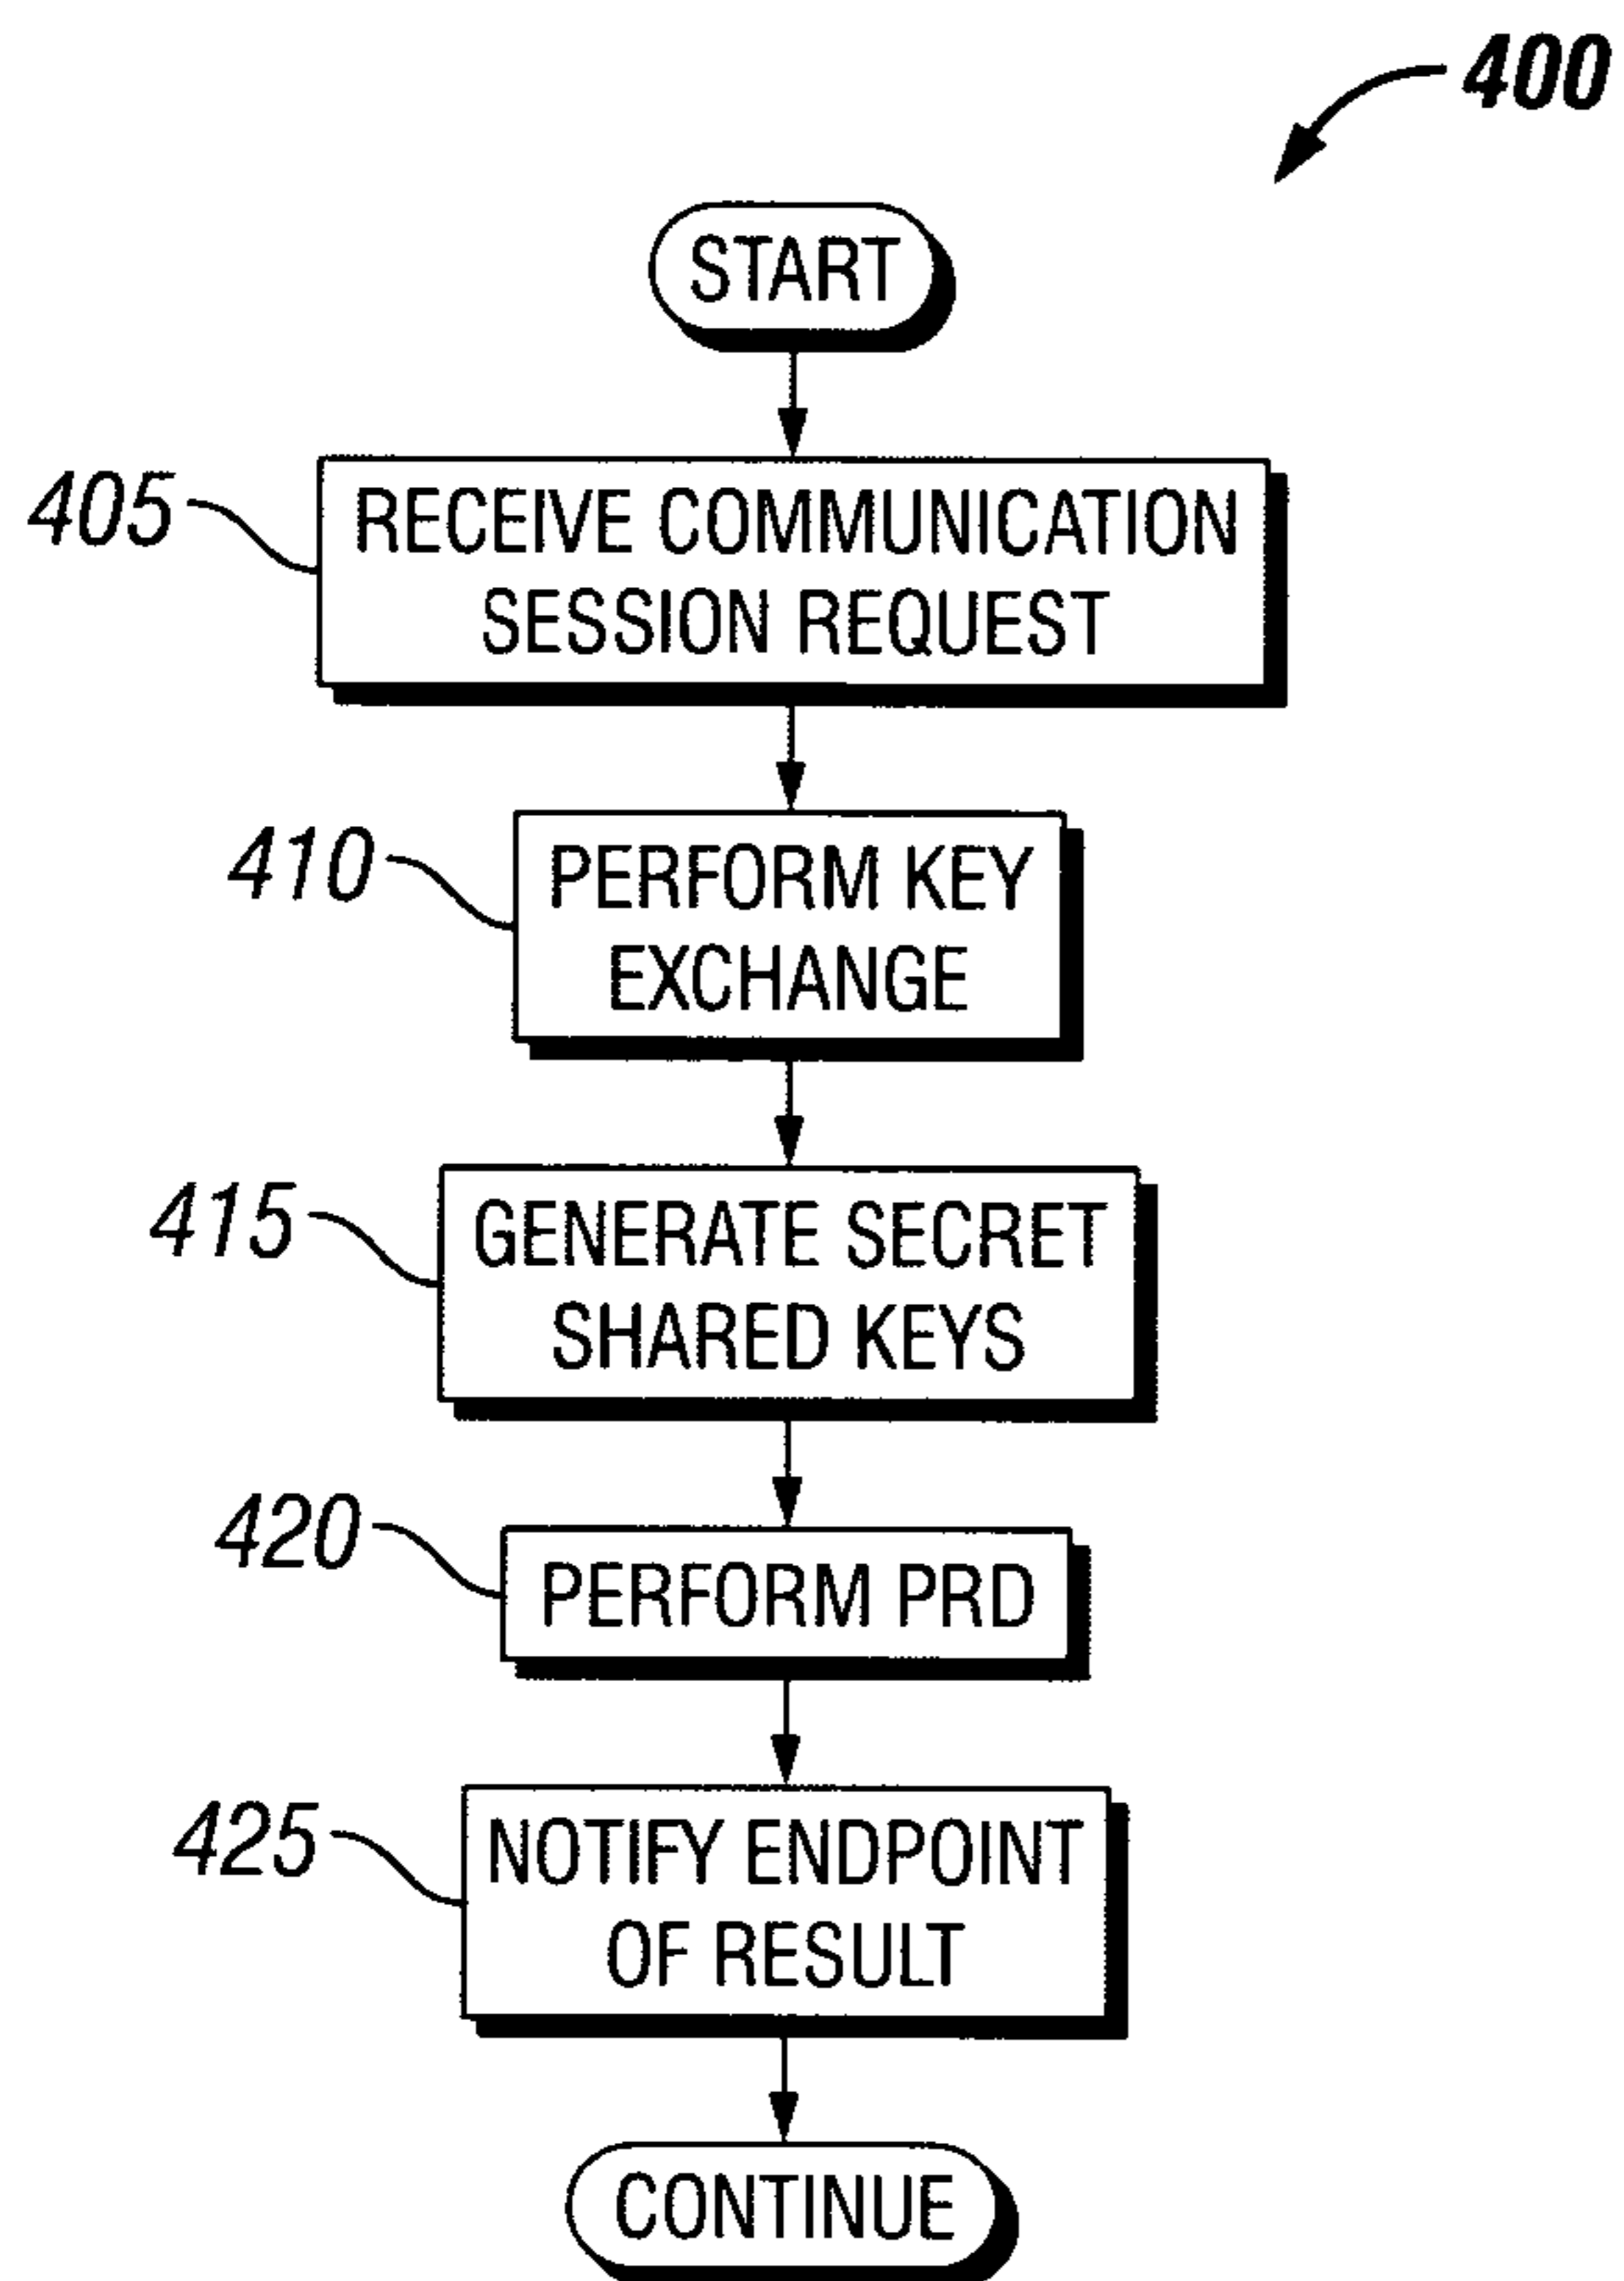 400
START
405
RECEIVE COMMUNICATION
SESSION REQUEST
410
PERFORM KEY
EXCHANGE
415
GENERATE SECRET
SHARED KEYS
420
PERFORM PRD
425
NOTIFY ENDPOINT
OF RESULT
CONTINUE